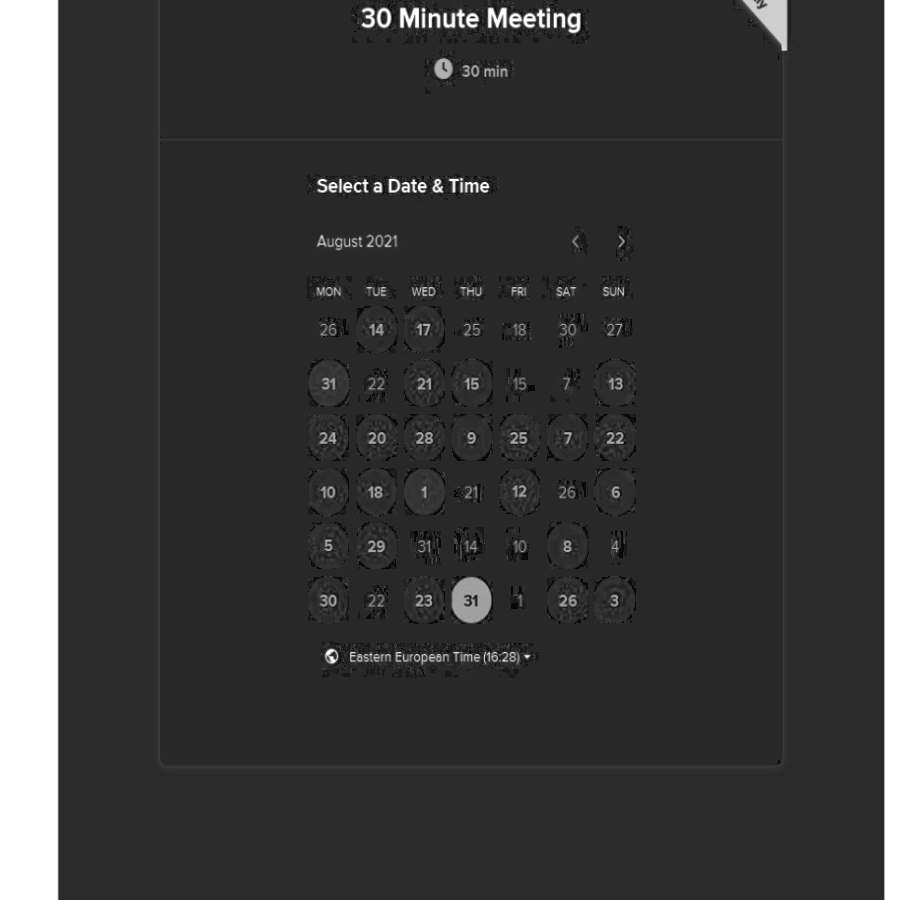 30 Minute Meeting
30 min
Select a Date & Time
August 2021
MON TUE WED THU FRI SAT SUN
26 14 17 25 18 30 27
31 22 21 15 15 7 13
24 20 28 9 25 7 22
10 18 1 21 12 26 6
5 29 31 14 10 8 4
30 22 23 31 1 26 3
Eastern European Time (16:28)